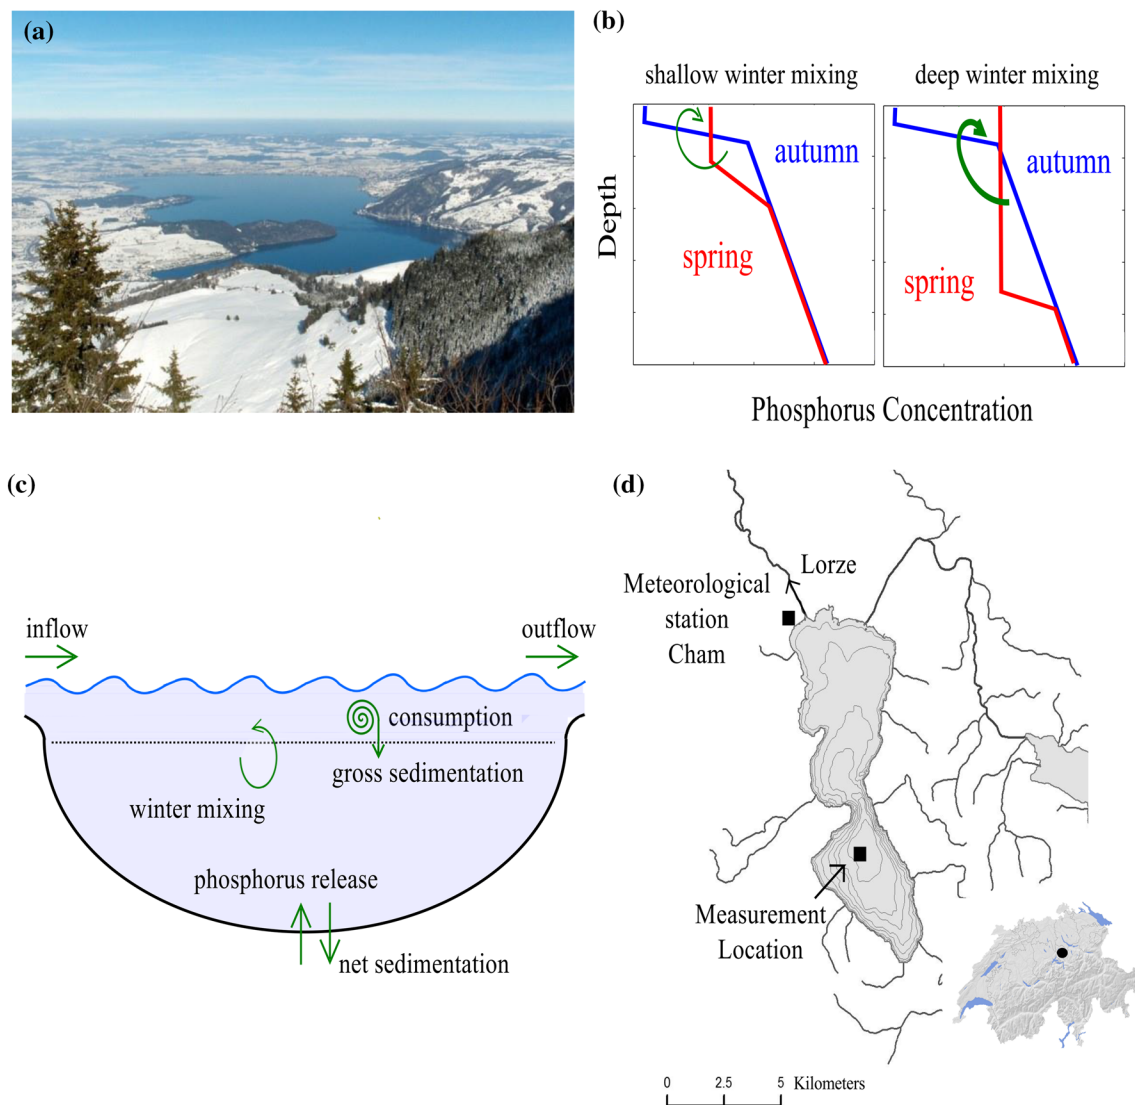 (a)
(b)
shallow winter mixing
deep winter mixing
autumn
spring
autumn
spring
Depth
Phosphorus Concentration
(c)
inflow
outflow
consumption
gross sedimentation
winter mixing
phosphorus release
net sedimentation
(d)
Lorze
Meteorological
station
Cham
Measurement
Location
0 2.5 5 Kilometers